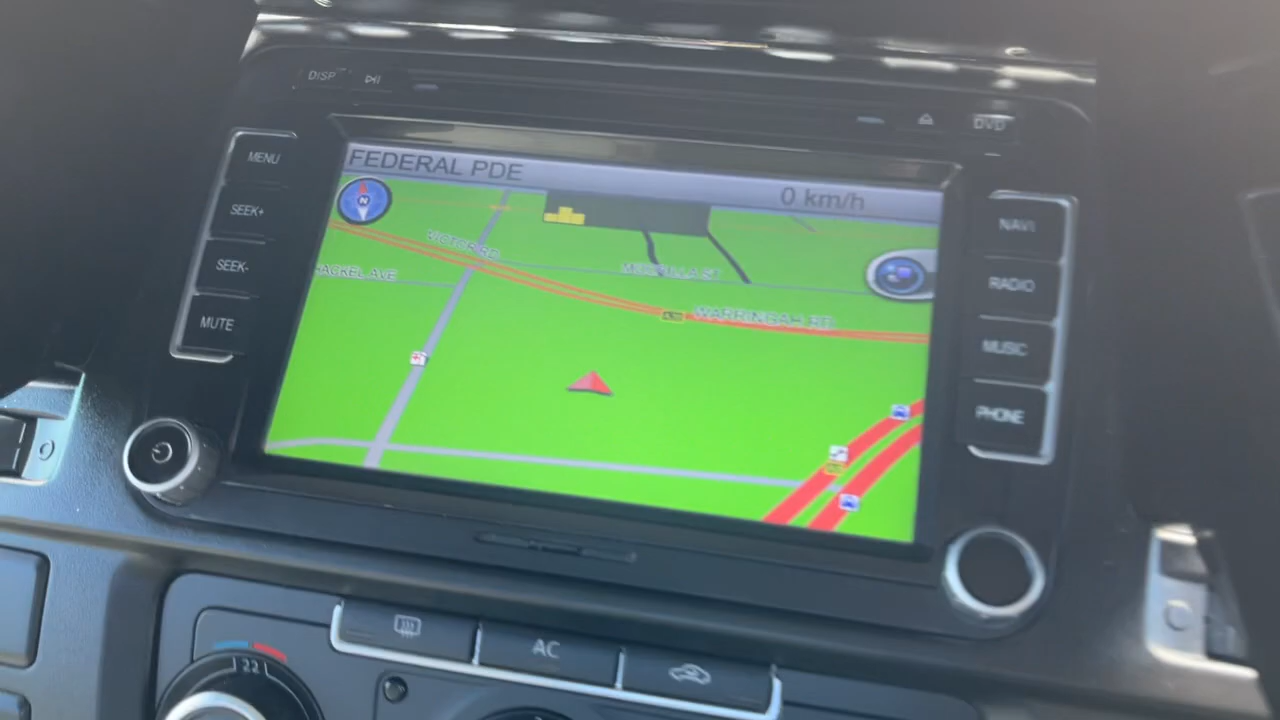 DISP
DVD
MENU
SEEK+
SEEK-
MUTE
FEDERAL PDE
0 km/h
N
VICTOR RD
HACKEL AVE
WARRINGAH RD
NAVI
RADIO
MUSIC
PHONE
AC
22